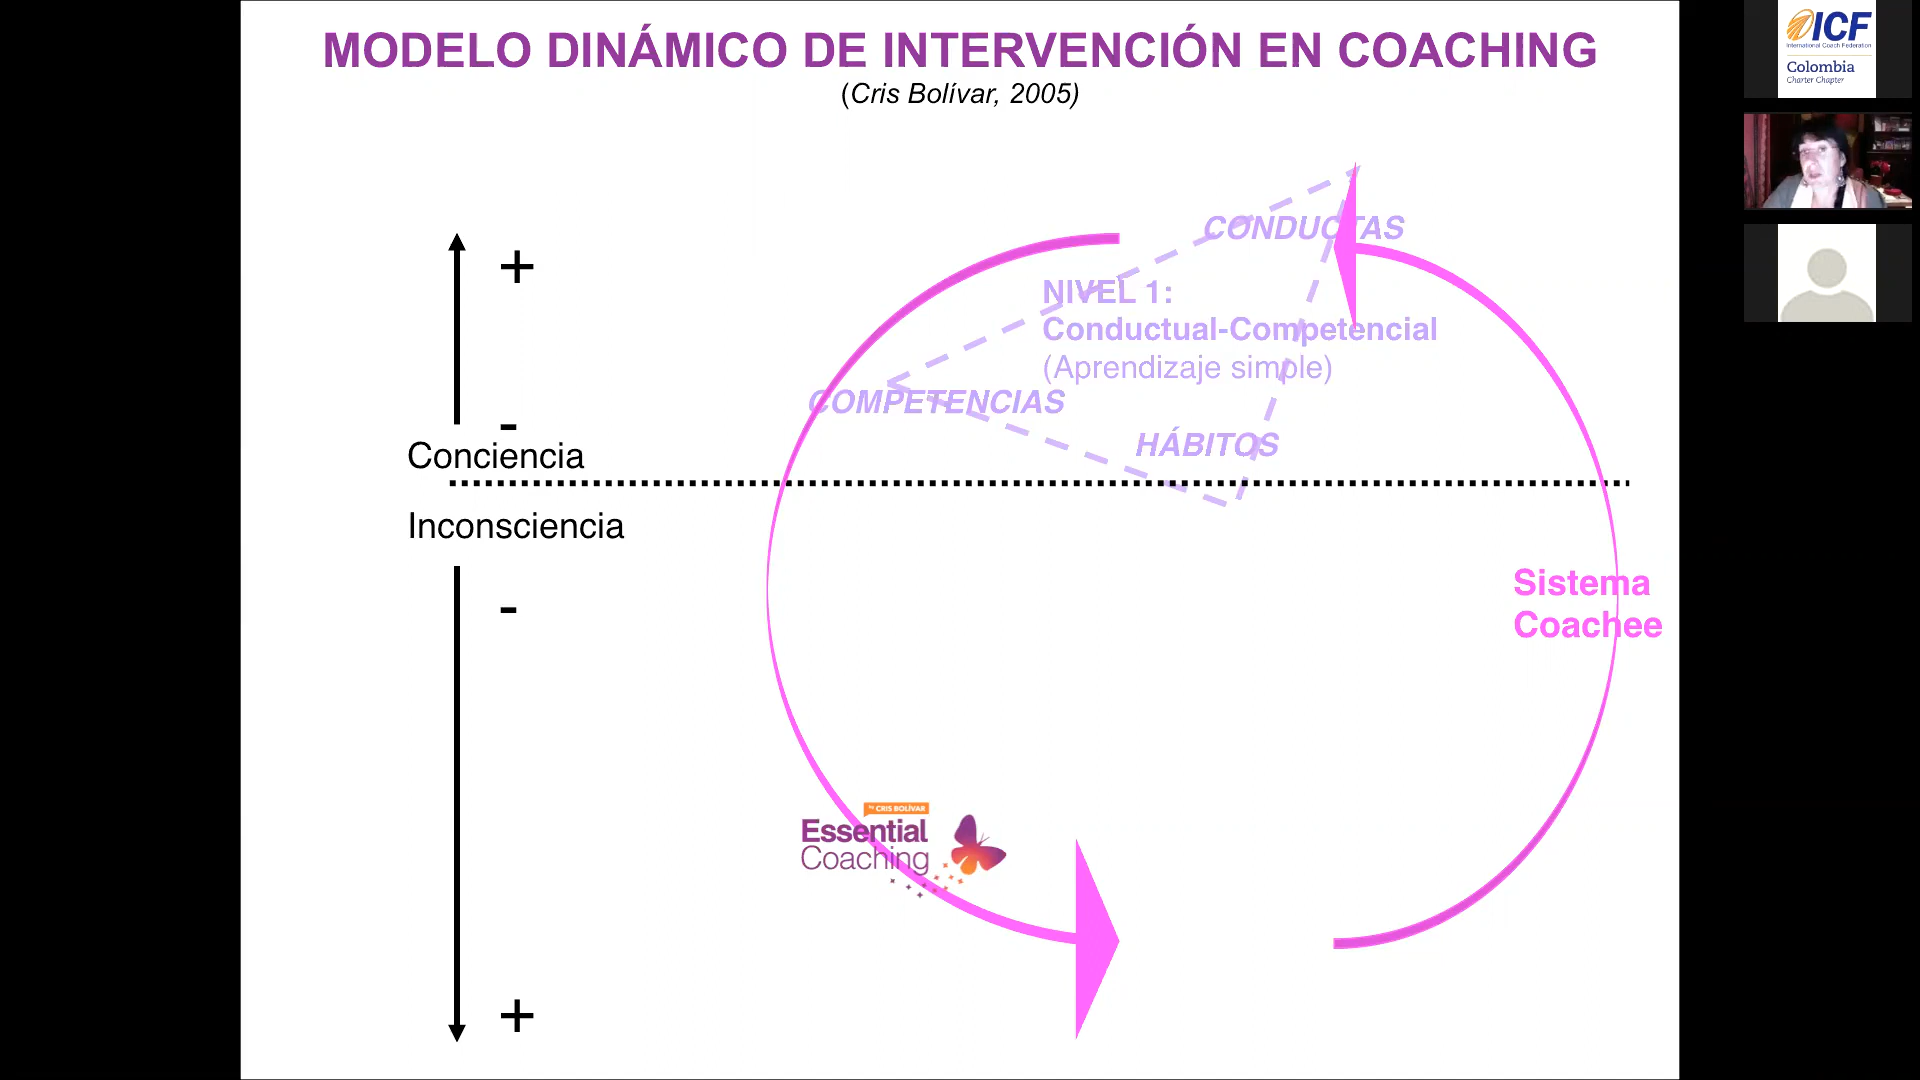 MODELO DINÁMICO DE INTERVENCIÓN EN COACHING
(Cris Bolívar, 2005)
ICF
International Coach Federation
Colombia
Charter Chapter
+
CONDUCTAS
NIVEL 1:
Conductual-Competencial
(Aprendizaje simple)
COMPETENCIAS
-
HÁBITOS
Conciencia
Inconsciencia
-
Sistema
Coachee
by CRIS BOLÍVAR
Essential
Coaching
+